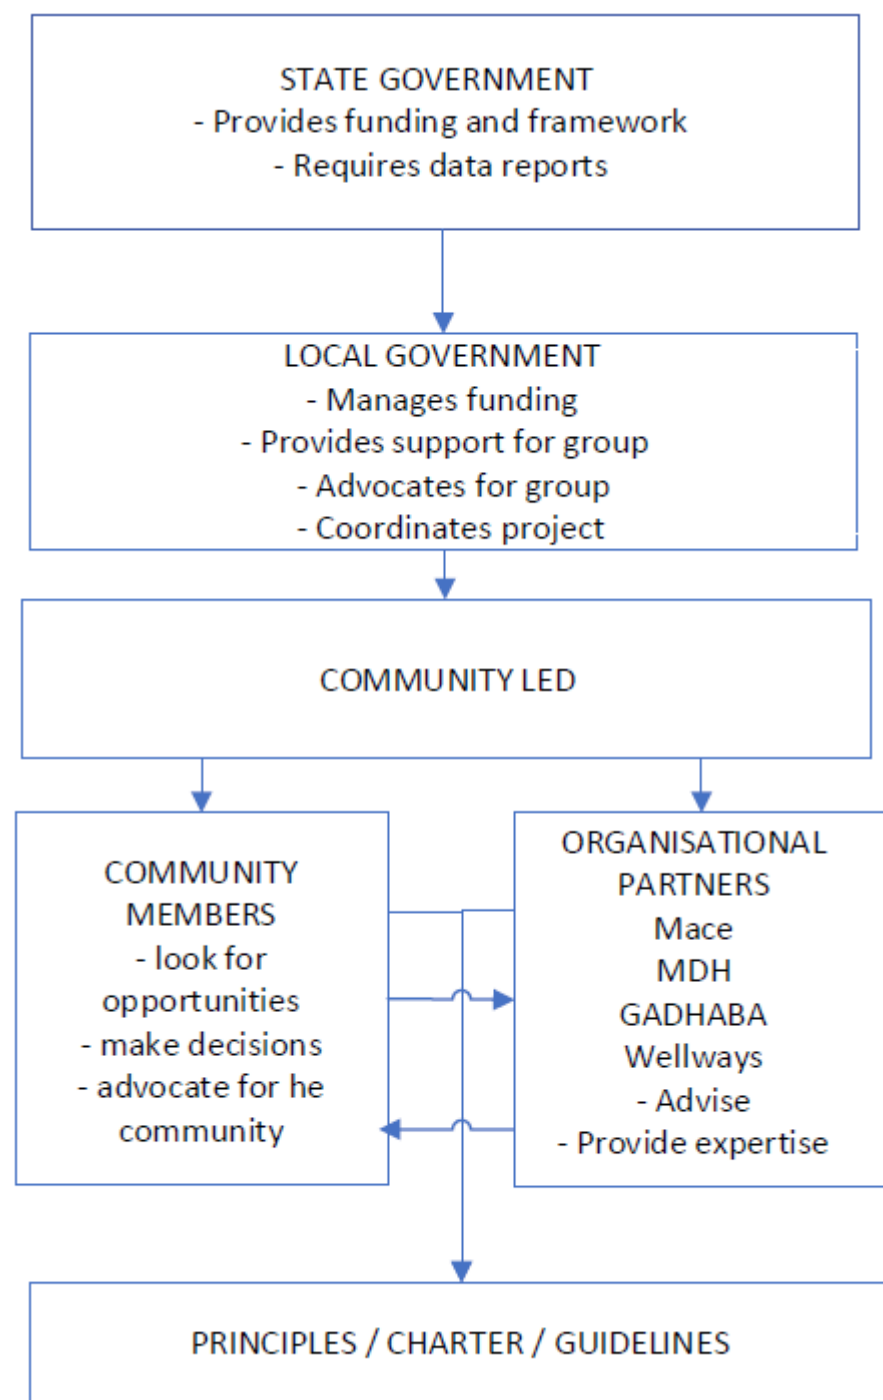 STATE GOVERNMENT
- Provides funding and framework
- Requires data reports
LOCAL GOVERNMENT
- Manages funding
- Provides support for group
- Advocates for group
- Coordinates project
COMMUNITY LED
COMMUNITY
MEMBERS
- look for
opportunities
- make decisions
- advocate for he
community
ORGANISATIONAL
PARTNERS
Mace
MDH
GADHABA
Wellways
- Advise
- Provide expertise
PRINCIPLES / CHARTER / GUIDELINES